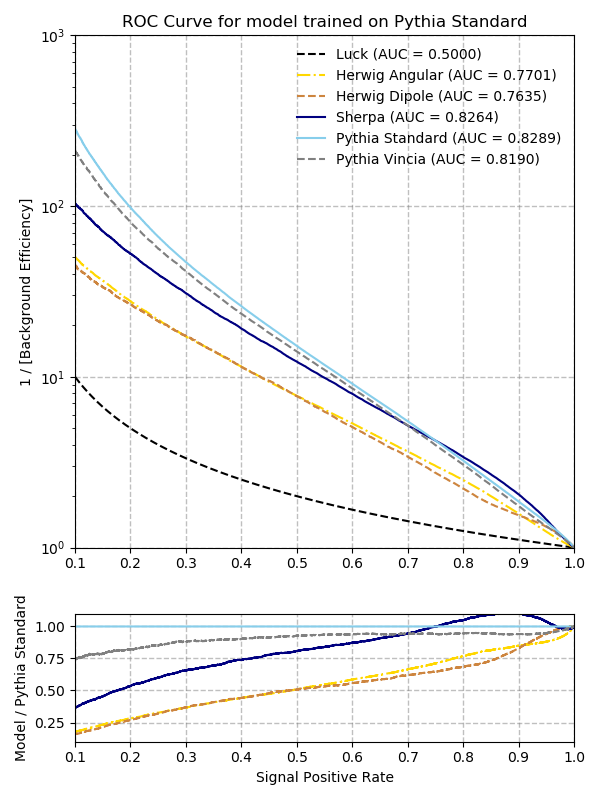 ROC Curve for model trained on Pythia Standard
10³
Luck (AUC = 0.5000)
Herwig Angular (AUC = 0.7701)
Herwig Dipole (AUC = 0.7635)
Sherpa (AUC = 0.8264)
Pythia Standard (AUC = 0.8289)
Pythia Vincia (AUC = 0.8190)
10²
1 / [Background Efficiency]
10¹
10⁰
0.1 0.2 0.3 0.4 0.5 0.6 0.7 0.8 0.9 1.0
Model / Pythia Standard
1.00
0.75
0.50
0.25
0.1 0.2 0.3 0.4 0.5 0.6 0.7 0.8 0.9 1.0
Signal Positive Rate